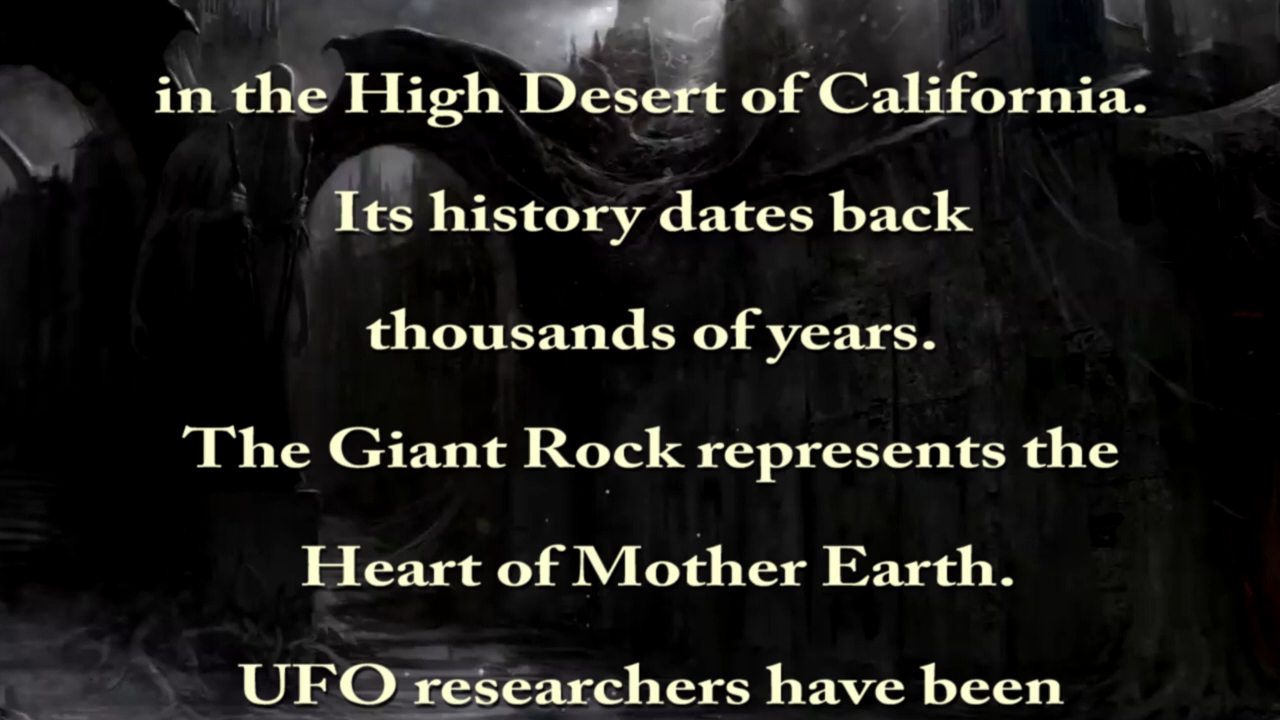 in the High Desert of California.
Its history dates back
thousands of years.
The Giant Rock represents the
Heart of Mother Earth.
UFO researchers have been